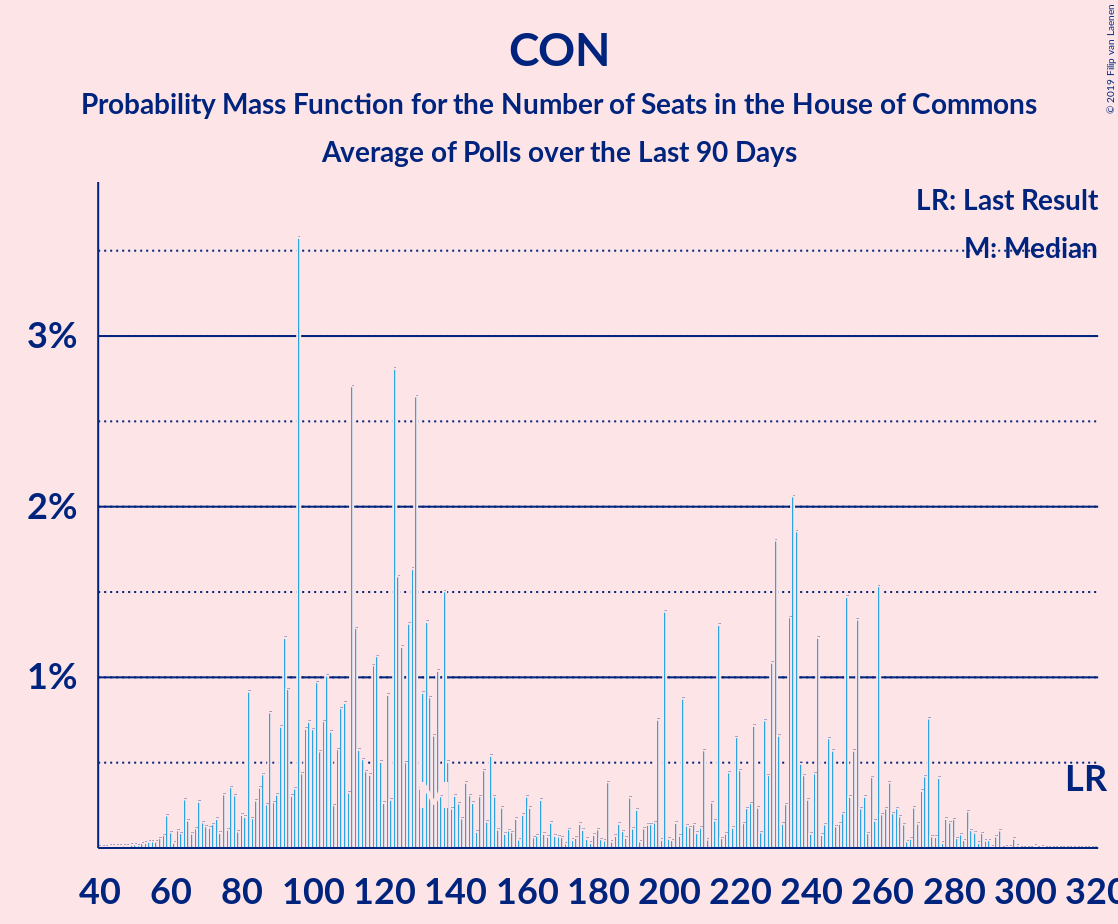 CON
Probability Mass Function for the Number of Seats in the House of Commons
Average of Polls over the Last 90 Days
© 2019 Filip van Laenen
LR: Last Result
M: Median
3%
2%
1%
LR
40 60 80 100 120 140 160 180 200 220 240 260 280 300 320